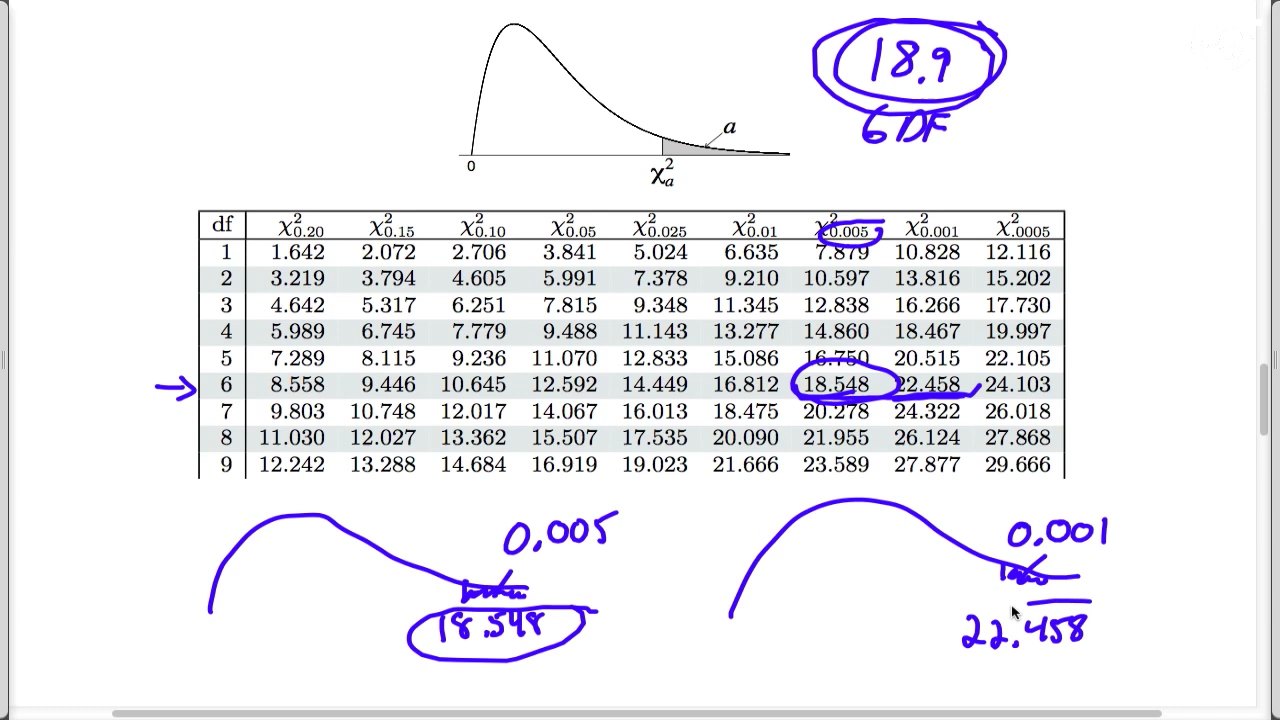 18.9
6 DF
a
0
χ²ₐ
df χ²0.20 χ²0.15 χ²0.10 χ²0.05 χ²0.025 χ²0.01 χ²0.005 χ²0.001 χ².0005
1 1.642 2.072 2.706 3.841 5.024 6.635 7.879 10.828 12.116
2 3.219 3.794 4.605 5.991 7.378 9.210 10.597 13.816 15.202
3 4.642 5.317 6.251 7.815 9.348 11.345 12.838 16.266 17.730
4 5.989 6.745 7.779 9.488 11.143 13.277 14.860 18.467 19.997
5 7.289 8.115 9.236 11.070 12.833 15.086 16.750 20.515 22.105
6 8.558 9.446 10.645 12.592 14.449 16.812 18.548 22.458 24.103
7 9.803 10.748 12.017 14.067 16.013 18.475 20.278 24.322 26.018
8 11.030 12.027 13.362 15.507 17.535 20.090 21.955 26.124 27.868
9 12.242 13.288 14.684 16.919 19.023 21.666 23.589 27.877 29.666
0.005
18.548
0.001
22.458